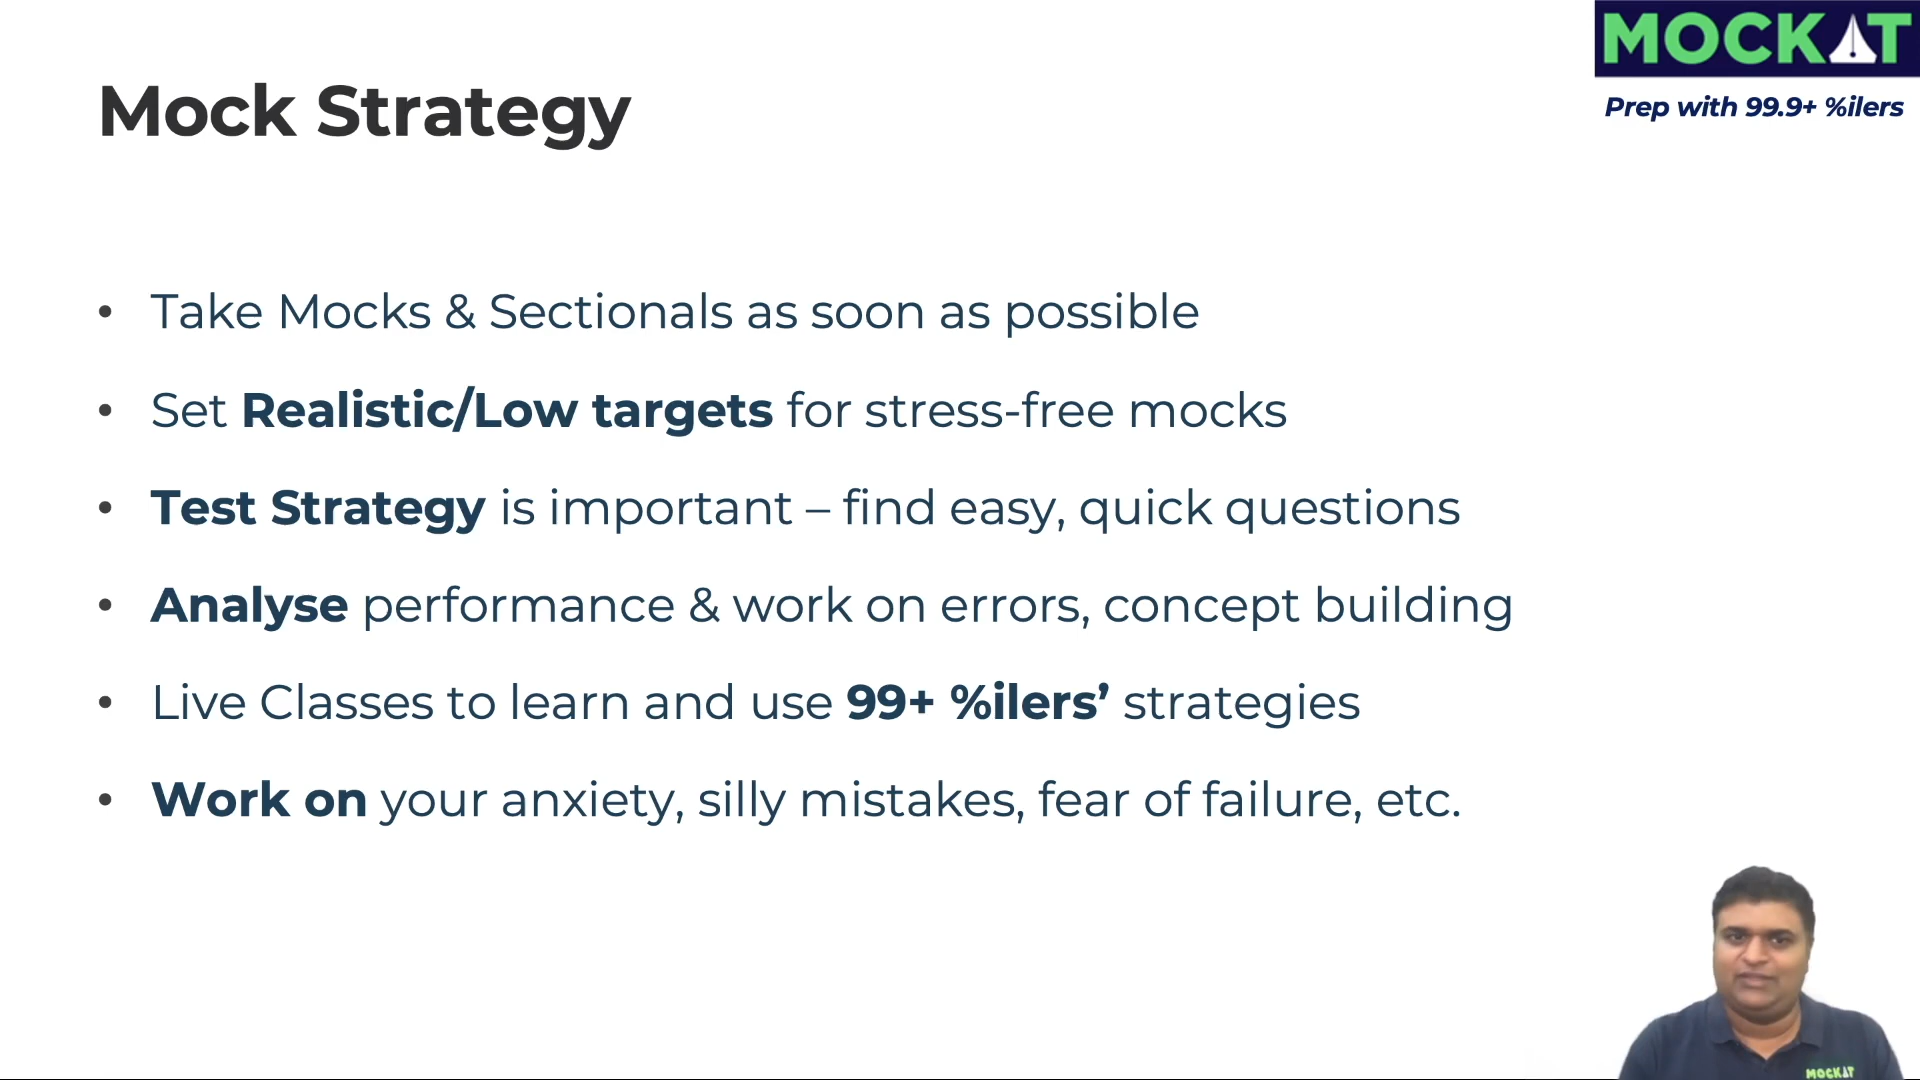 MOCKAT
Prep with 99.9+ %ilers
Mock Strategy
• Take Mocks & Sectionals as soon as possible
• Set Realistic/Low targets for stress-free mocks
• Test Strategy is important – find easy, quick questions
• Analyse performance & work on errors, concept building
• Live Classes to learn and use 99+ %ilers’ strategies
• Work on your anxiety, silly mistakes, fear of failure, etc.
MOCKAT